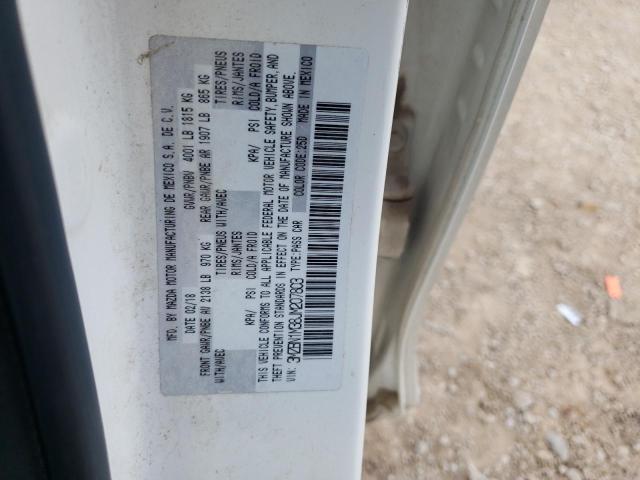 MFD. BY MAZDA MOTOR MANUFACTURING DE MEXICO S.A. DE C.V.
DATE 02/18 GVWR/PNBV 4001 LB 1815 KG
FRONT GAWR/PNBE AV 2138 LB 970 KG REAR GAWR/PNBE AR 1907 LB 865 KG
WITH/AVEC TIRES/PNEUS WITH/AVEC TIRES/PNEUS
RIMS/JANTES RIMS/JANTES
KPA/ PSI COLD/A FROID KPA/ PSI COLD/A FROID
THIS VEHICLE CONFORMS TO ALL APPLICABLE FEDERAL MOTOR VEHICLE SAFETY, BUMPER, AND
THEFT PREVENTION STANDARDS IN EFFECT ON THE DATE OF MANUFACTURE SHOWN ABOVE.
VIN: 3MZBN1M38JM207803 TYPE:PASS CAR COLOR CODE:25D MADE IN MEXICO